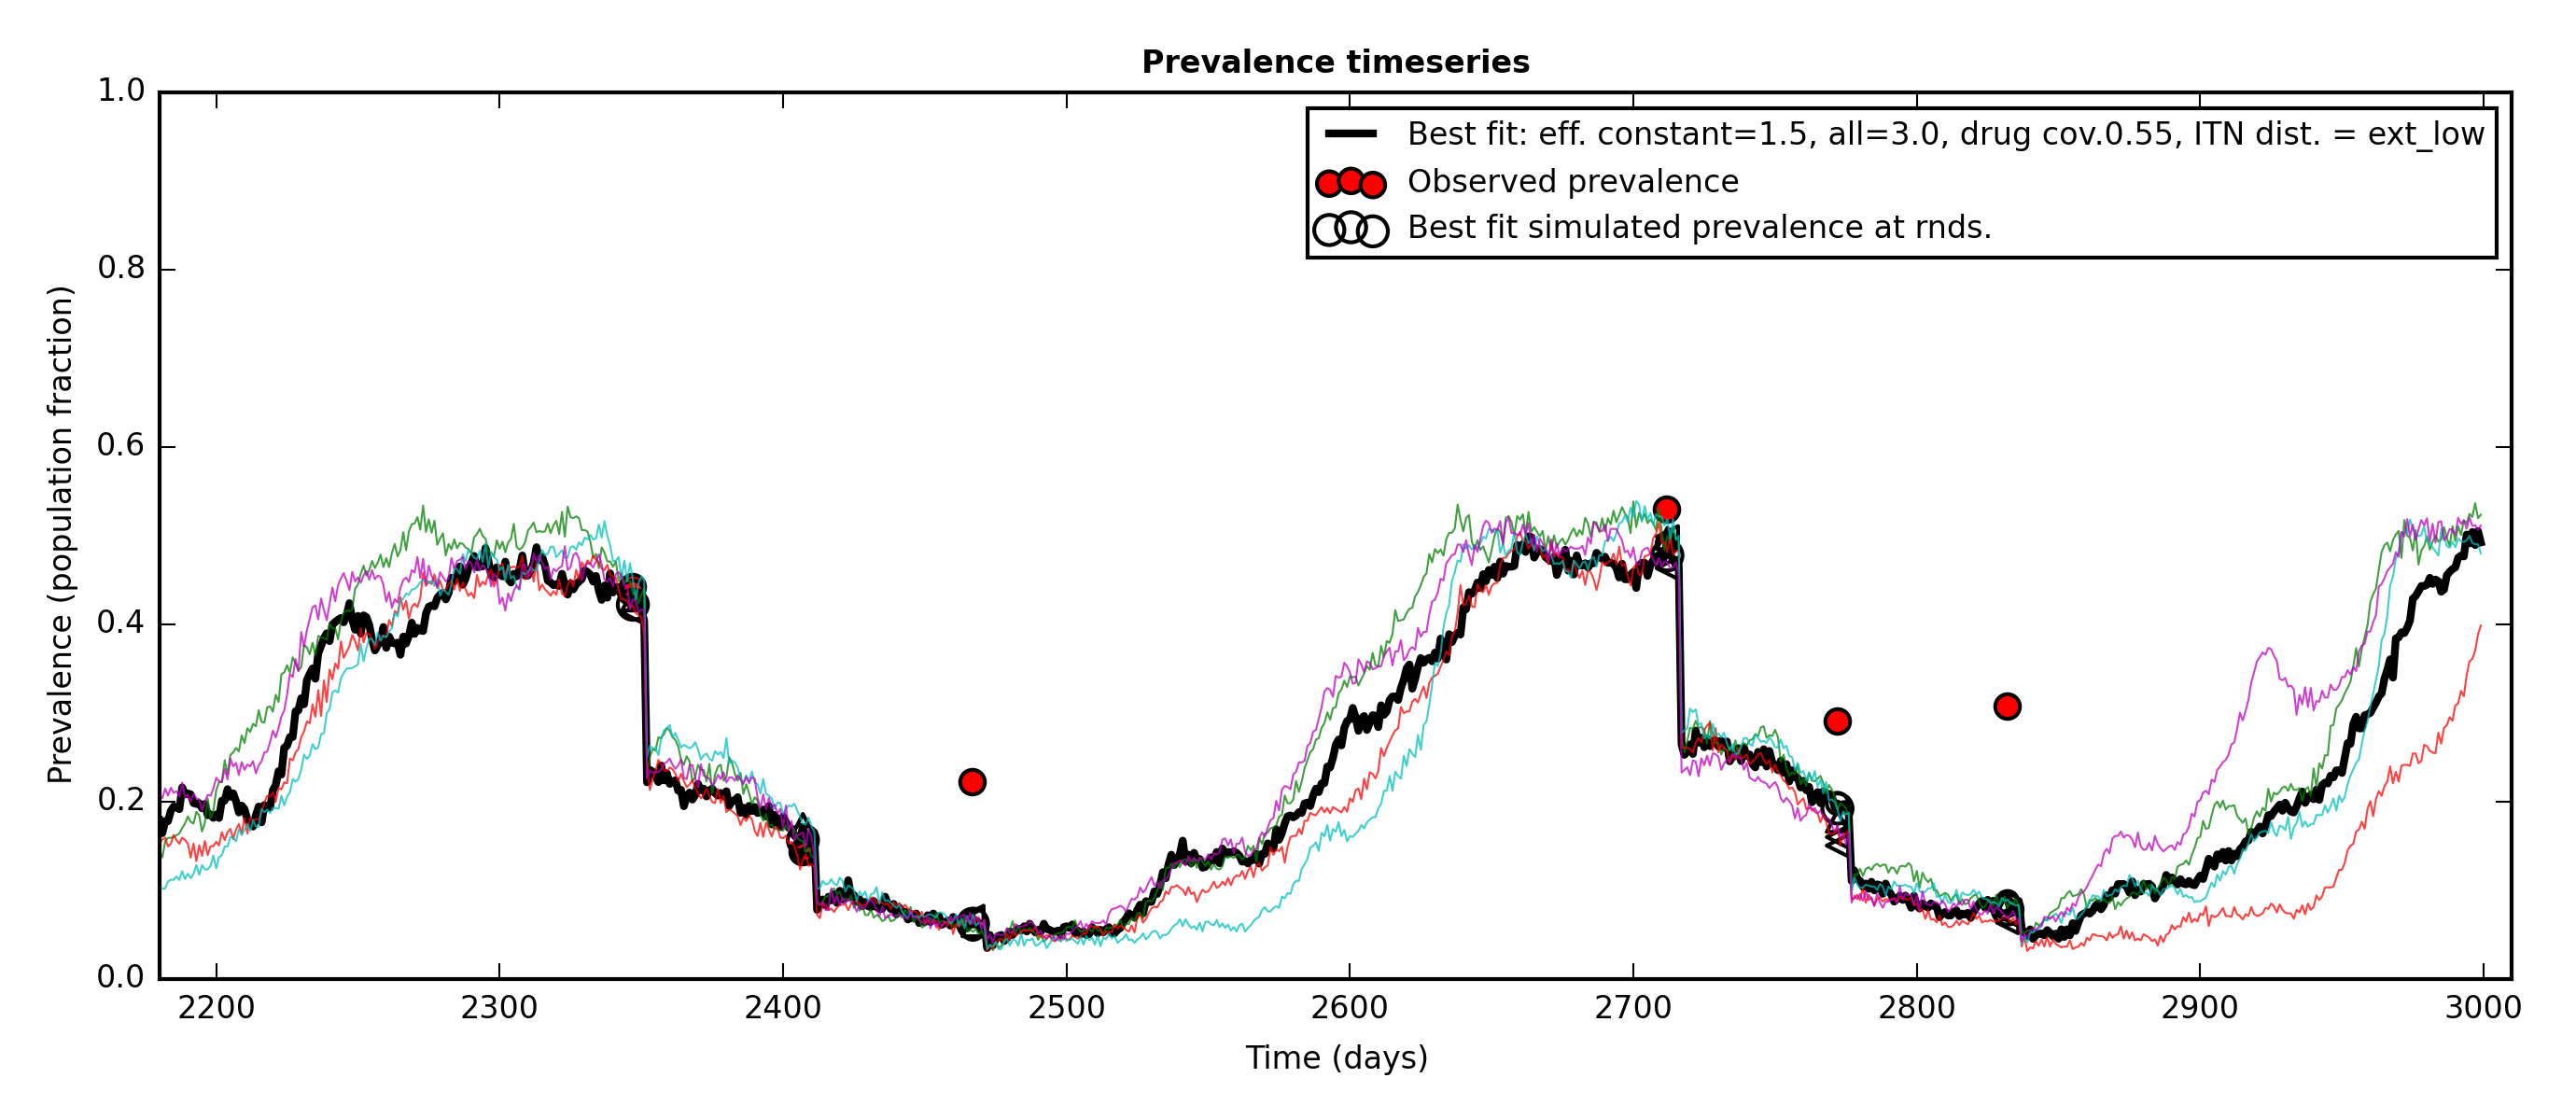 Prevalence timeseries
1.0
0.8
0.6
0.4
0.2
0.0
Prevalence (population fraction)
Best fit: eff. constant=1.5, all=3.0, drug cov.0.55, ITN dist. = ext_low
Observed prevalence
Best fit simulated prevalence at rnds.
2200 2300 2400 2500 2600 2700 2800 2900 3000
Time (days)